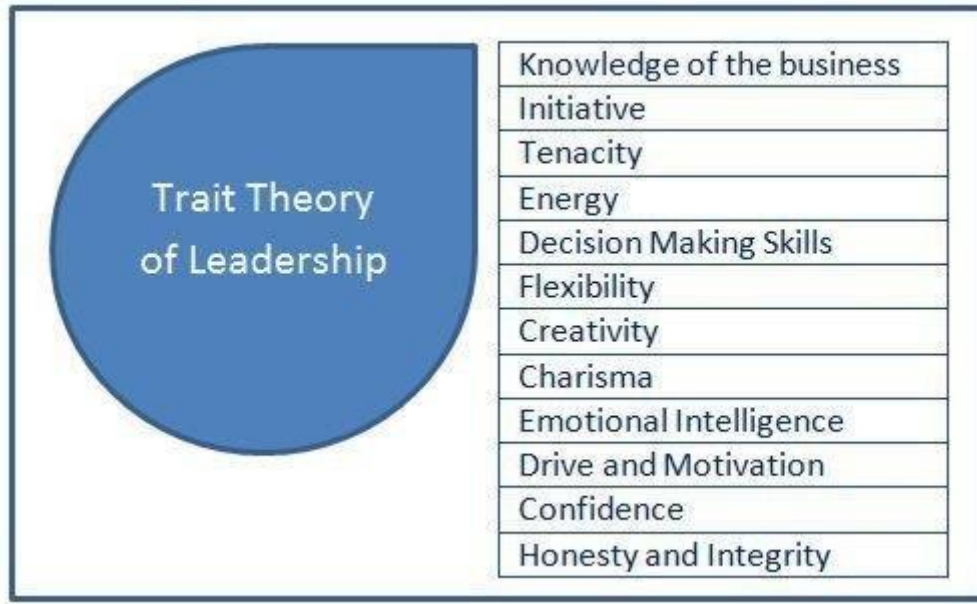 Trait Theory
of Leadership
Knowledge of the business
Initiative
Tenacity
Energy
Decision Making Skills
Flexibility
Creativity
Charisma
Emotional Intelligence
Drive and Motivation
Confidence
Honesty and Integrity